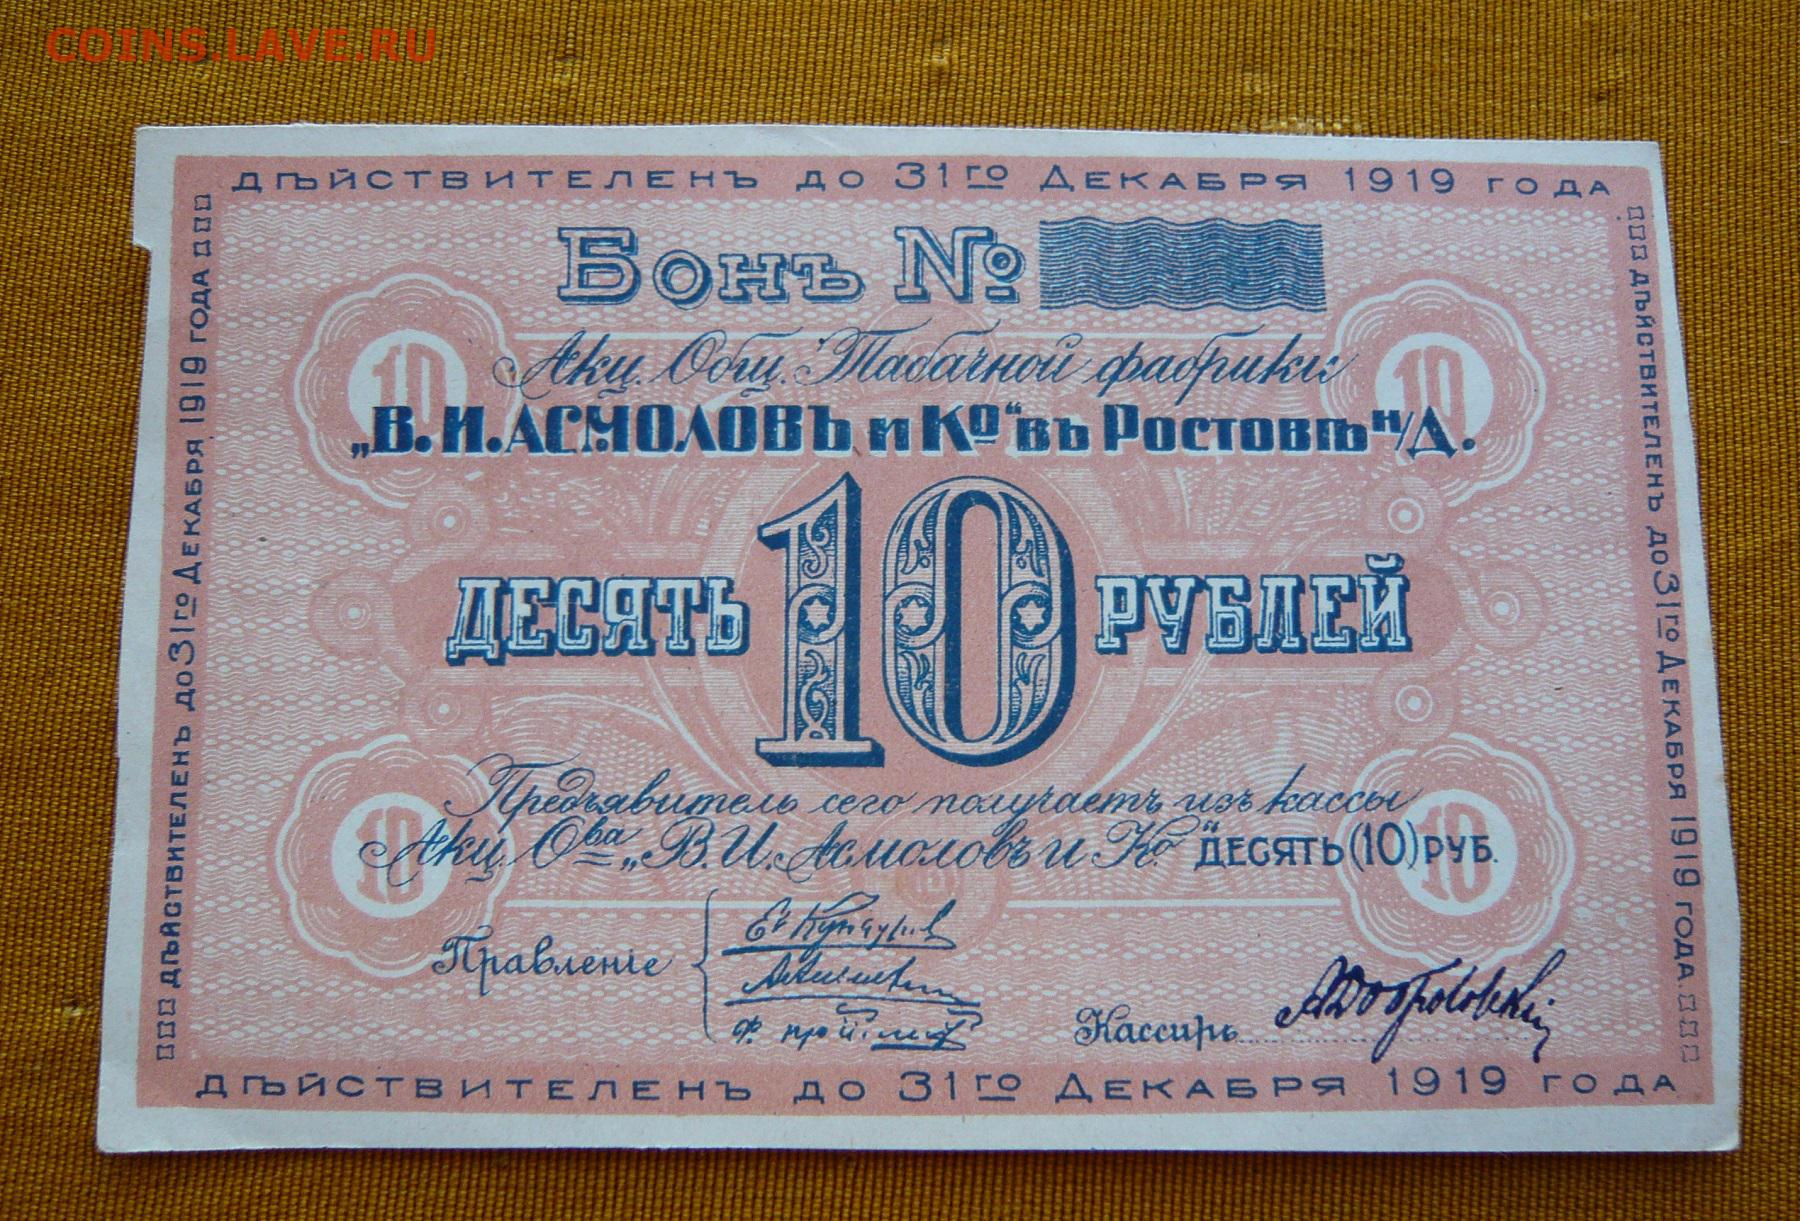 COINS.LAVE.RU
ДѢЙСТВИТЕЛЕНЪ ДО 31ГО ДЕКАБРЯ 1919 ГОДА
БОНЪ №
Акц. Общ. Табачной фабрики
„В. И. АСМОЛОВЪ и Ко“ въ РОСТОВѢ н/Д.
10
10
ДЕСЯТЬ 10 РУБЛЕЙ
Предъявитель сего получаетъ изъ кассы
Акц. О-ва „В. И. Асмоловъ и Ко.“ ДЕСЯТЬ (10) РУБ.
10
10
Правленіе
Кассиръ
ДѢЙСТВИТЕЛЕНЪ ДО 31ГО ДЕКАБРЯ 1919 ГОДА
ДѢЙСТВИТЕЛЕНЪ ДО 31ГО ДЕКАБРЯ 1919 ГОДА
ДѢЙСТВИТЕЛЕНЪ ДО 31ГО ДЕКАБРЯ 1919 ГОДА